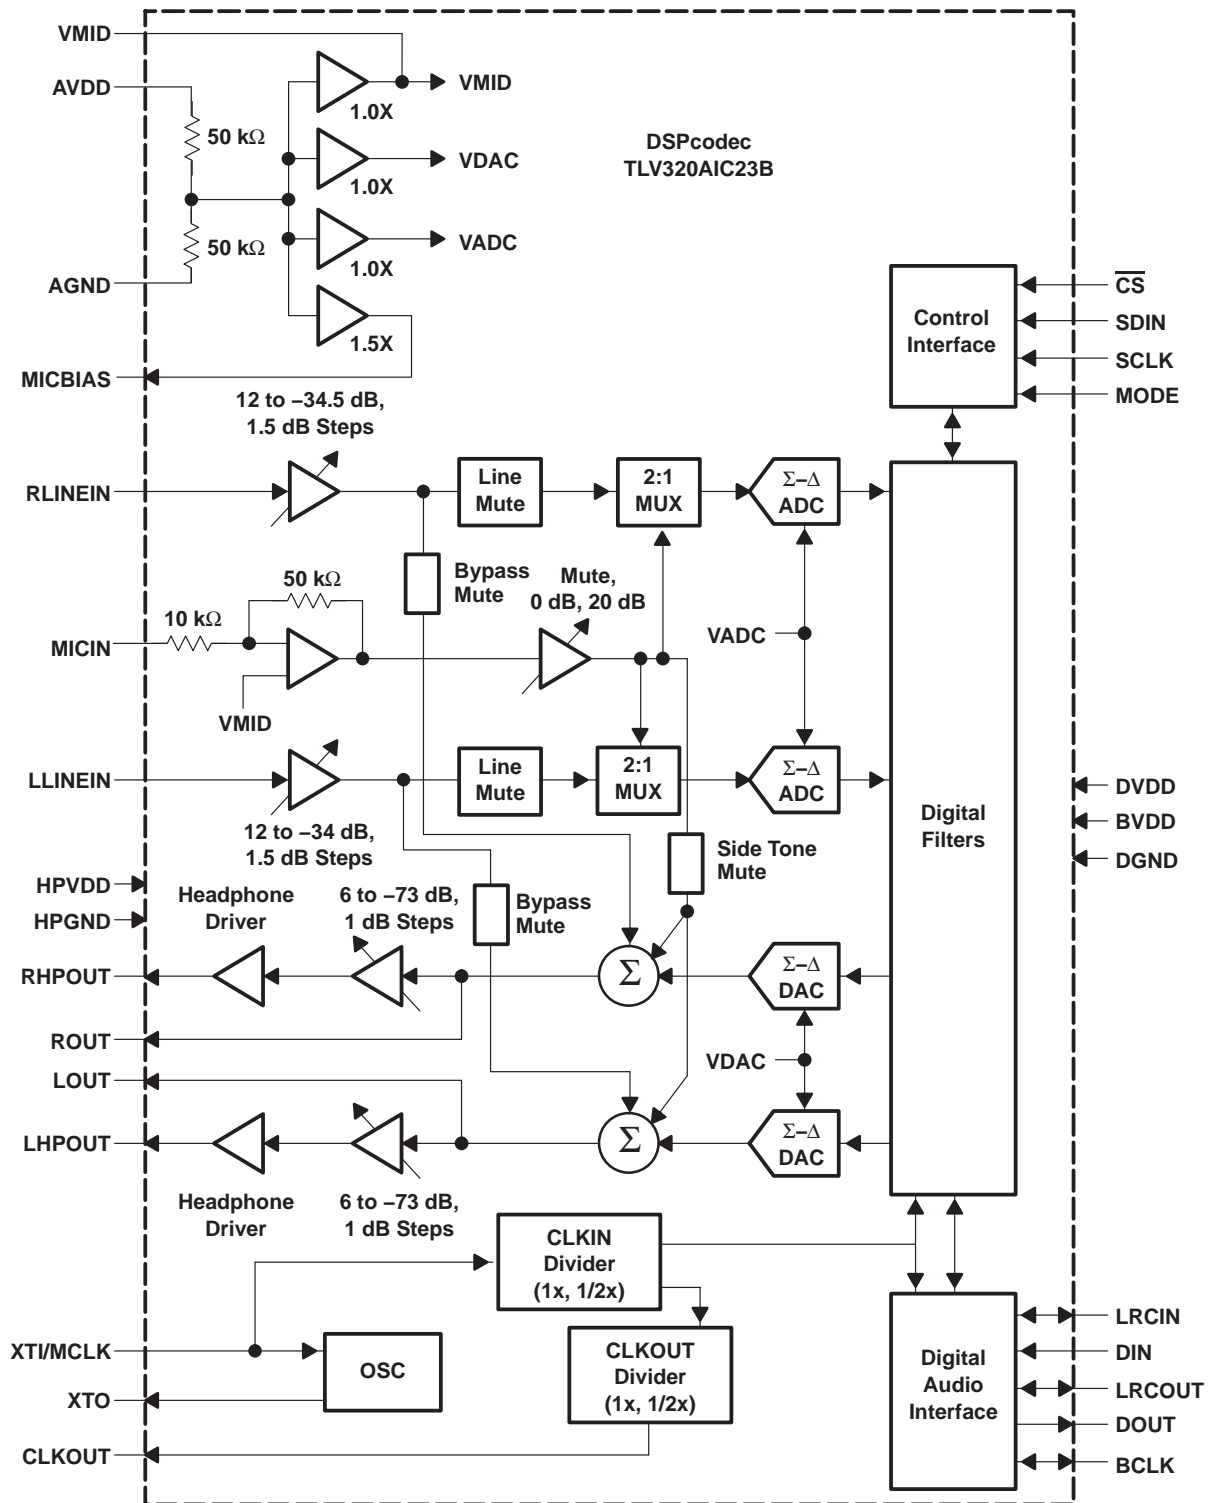 VMID
VMID
1.0X
AVDD
50 kΩ
DSPcodec
TLV320AIC23B
VDAC
1.0X
50 kΩ
VADC
1.0X
AGND
CS
Control
Interface
SDIN
1.5X
SCLK
MICBIAS
MODE
12 to –34.5 dB,
1.5 dB Steps
RLINEIN
Line
Mute
2:1
MUX
Σ–Δ
ADC
50 kΩ
Bypass
Mute
Mute,
0 dB, 20 dB
10 kΩ
MICIN
VADC
VMID
LLINEIN
Line
Mute
2:1
MUX
Σ–Δ
ADC
DVDD
Digital
Filters
BVDD
12 to –34 dB,
1.5 dB Steps
Side Tone
Mute
DGND
HPVDD
HPGND
Headphone
Driver
6 to –73 dB,
1 dB Steps
Bypass
Mute
RHPOUT
Σ
Σ–Δ
DAC
ROUT
VDAC
LOUT
LHPOUT
Σ
Σ–Δ
DAC
Headphone
Driver
6 to –73 dB,
1 dB Steps
CLKIN
Divider
(1x, 1/2x)
LRCIN
XTI/MCLK
OSC
CLKOUT
Divider
(1x, 1/2x)
Digital
Audio
Interface
DIN
XTO
LRCOUT
DOUT
CLKOUT
BCLK